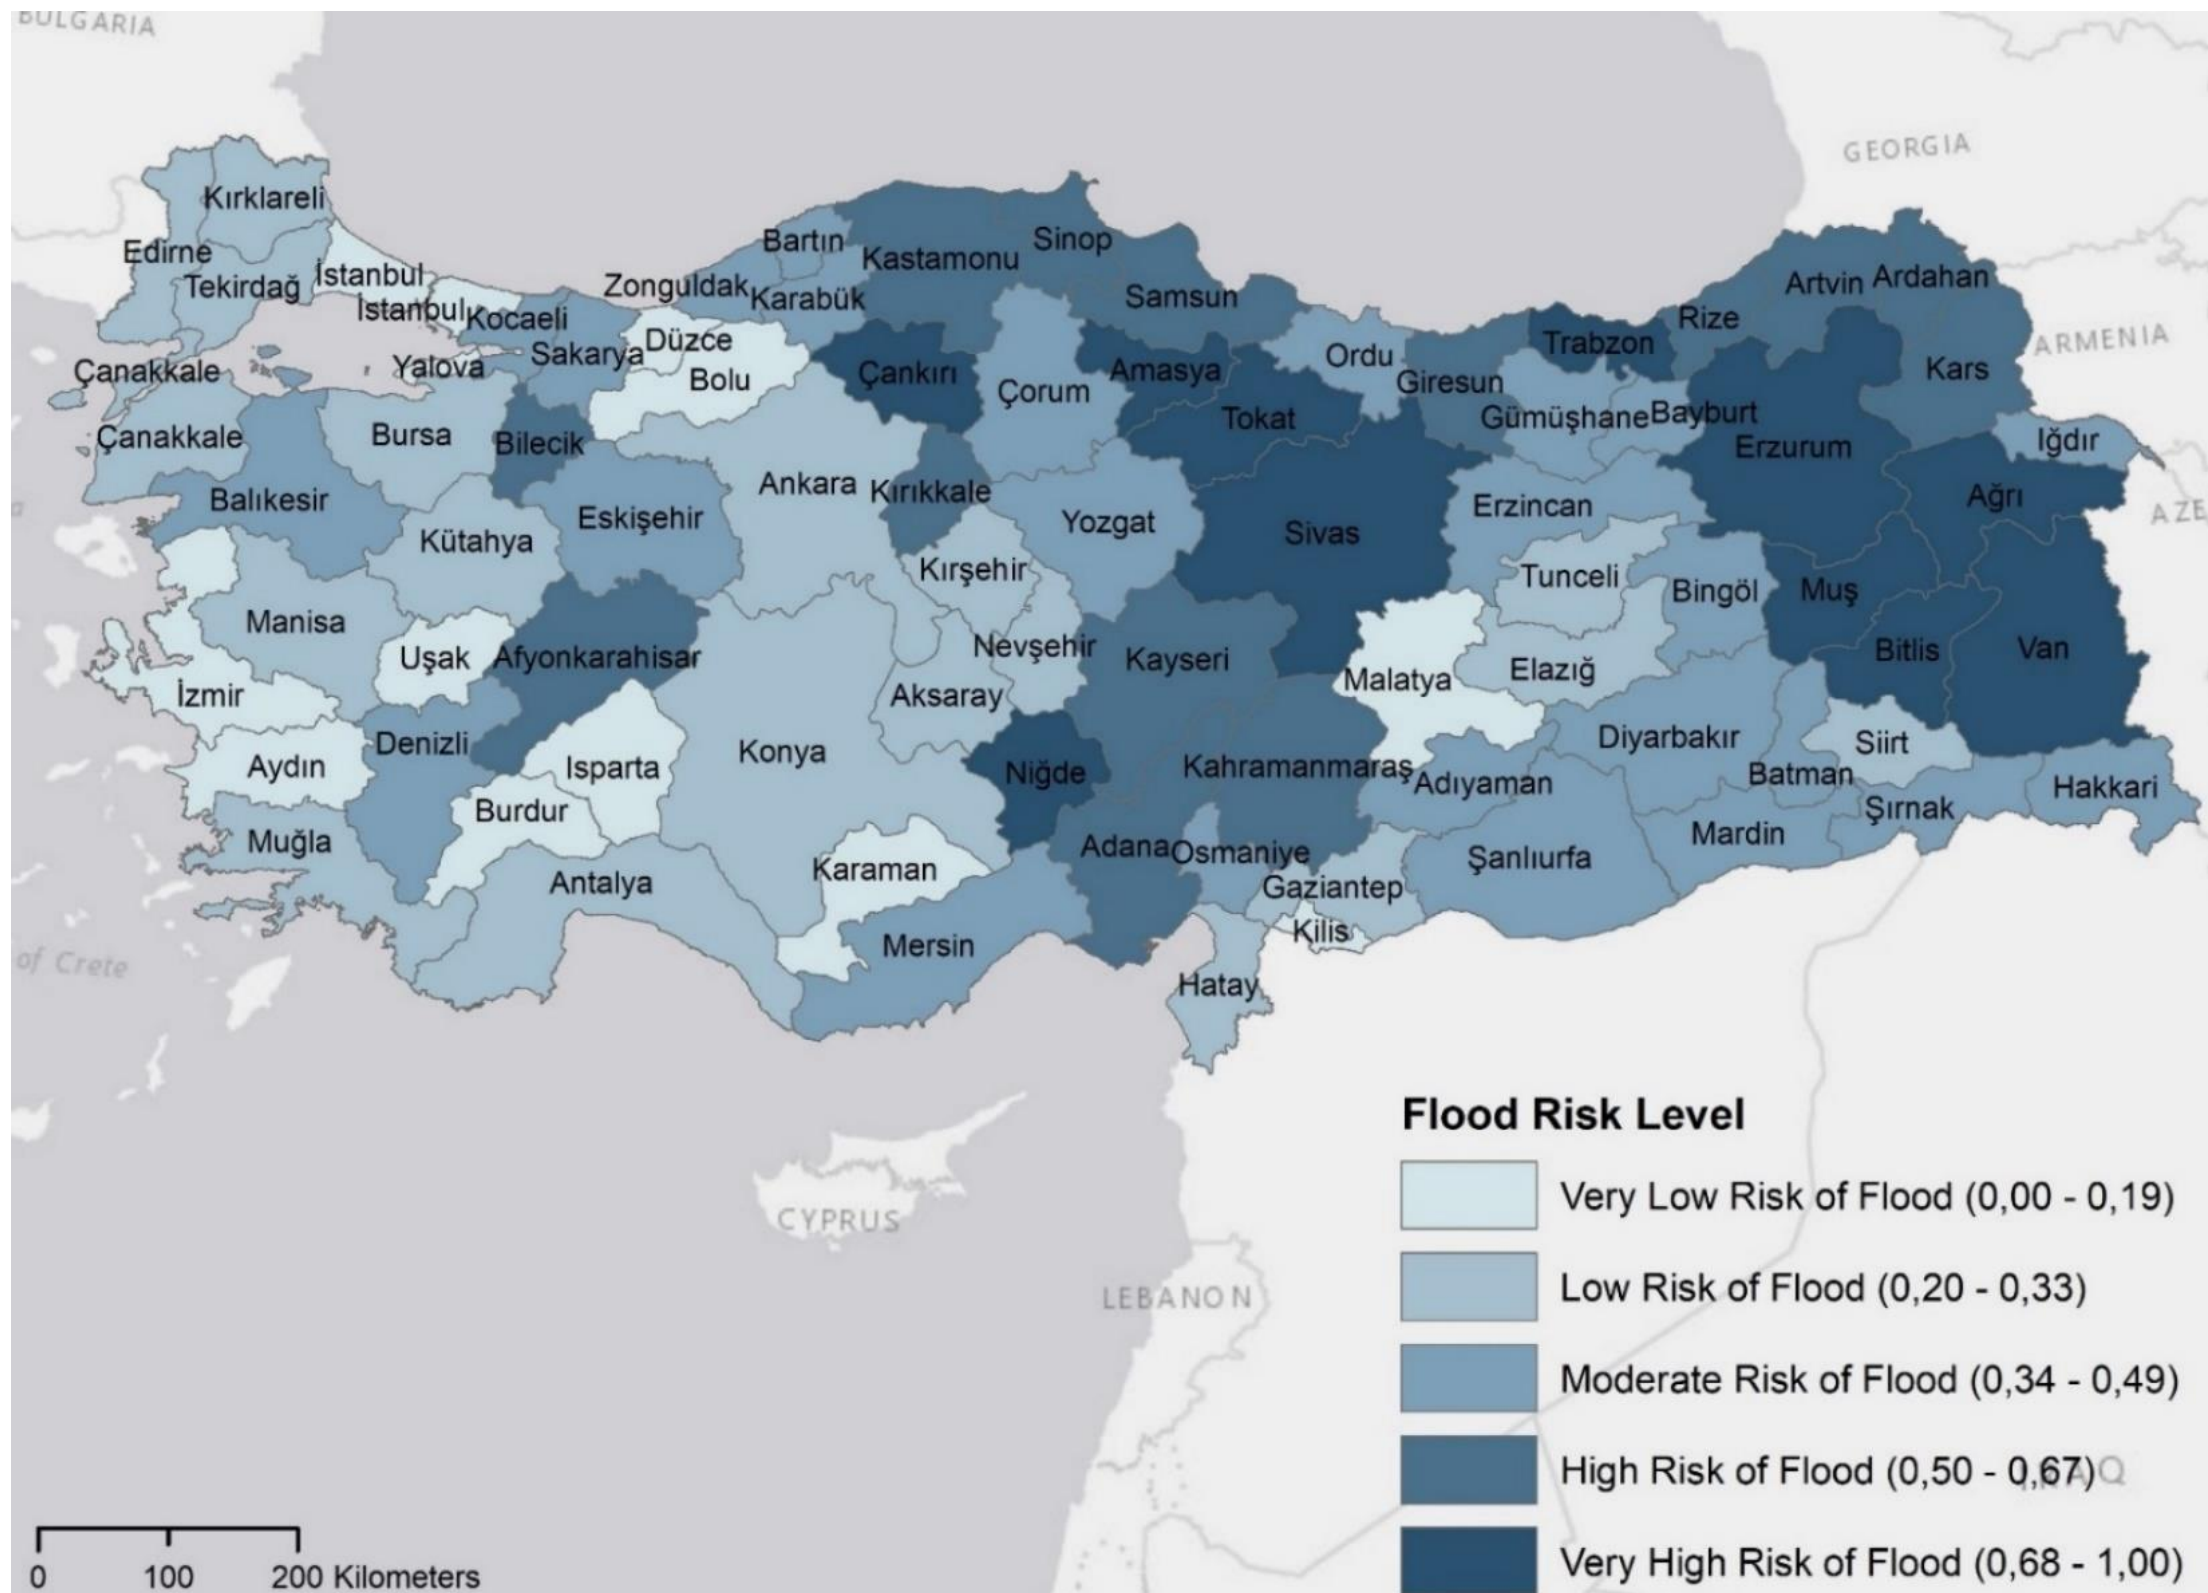 BULGARIA
GEORGIA
Kırklareli
Edirne
Tekirdağ
İstanbul
İstanbul
Kocaeli
Bartın
Zonguldak
Karabük
Kastamonu
Sinop
Samsun
Artvin
Ardahan
Rize
ARMENIA
Çanakkale
Yalova
Sakarya
Düzce
Bolu
Çankırı
Çorum
Amasya
Tokat
Ordu
Giresun
Trabzon
Gümüşhane
Bayburt
Erzurum
Kars
Iğdır
Çanakkale
Bursa
Bilecik
Balıkesir
Kütahya
Eskişehir
Ankara
Kırıkkale
Yozgat
Sivas
Erzincan
Ağrı
AZE
Manisa
Uşak
Afyonkarahisar
Kırşehir
Nevşehir
Aksaray
Kayseri
Malatya
Tunceli
Elazığ
Bingöl
Muş
Bitlis
Van
İzmir
Aydın
Denizli
Isparta
Burdur
Konya
Niğde
Kahramanmaraş
Adıyaman
Diyarbakır
Batman
Siirt
Şırnak
Hakkari
Muğla
Antalya
Karaman
Mersin
Adana
Osmaniye
Gaziantep
Kilis
Şanlıurfa
Mardin
Hatay
of Crete
CYPRUS
LEBANON
IRAQ
Flood Risk Level
Very Low Risk of Flood (0,00 - 0,19)
Low Risk of Flood (0,20 - 0,33)
Moderate Risk of Flood (0,34 - 0,49)
High Risk of Flood (0,50 - 0,67)
Very High Risk of Flood (0,68 - 1,00)
0 100 200 Kilometers